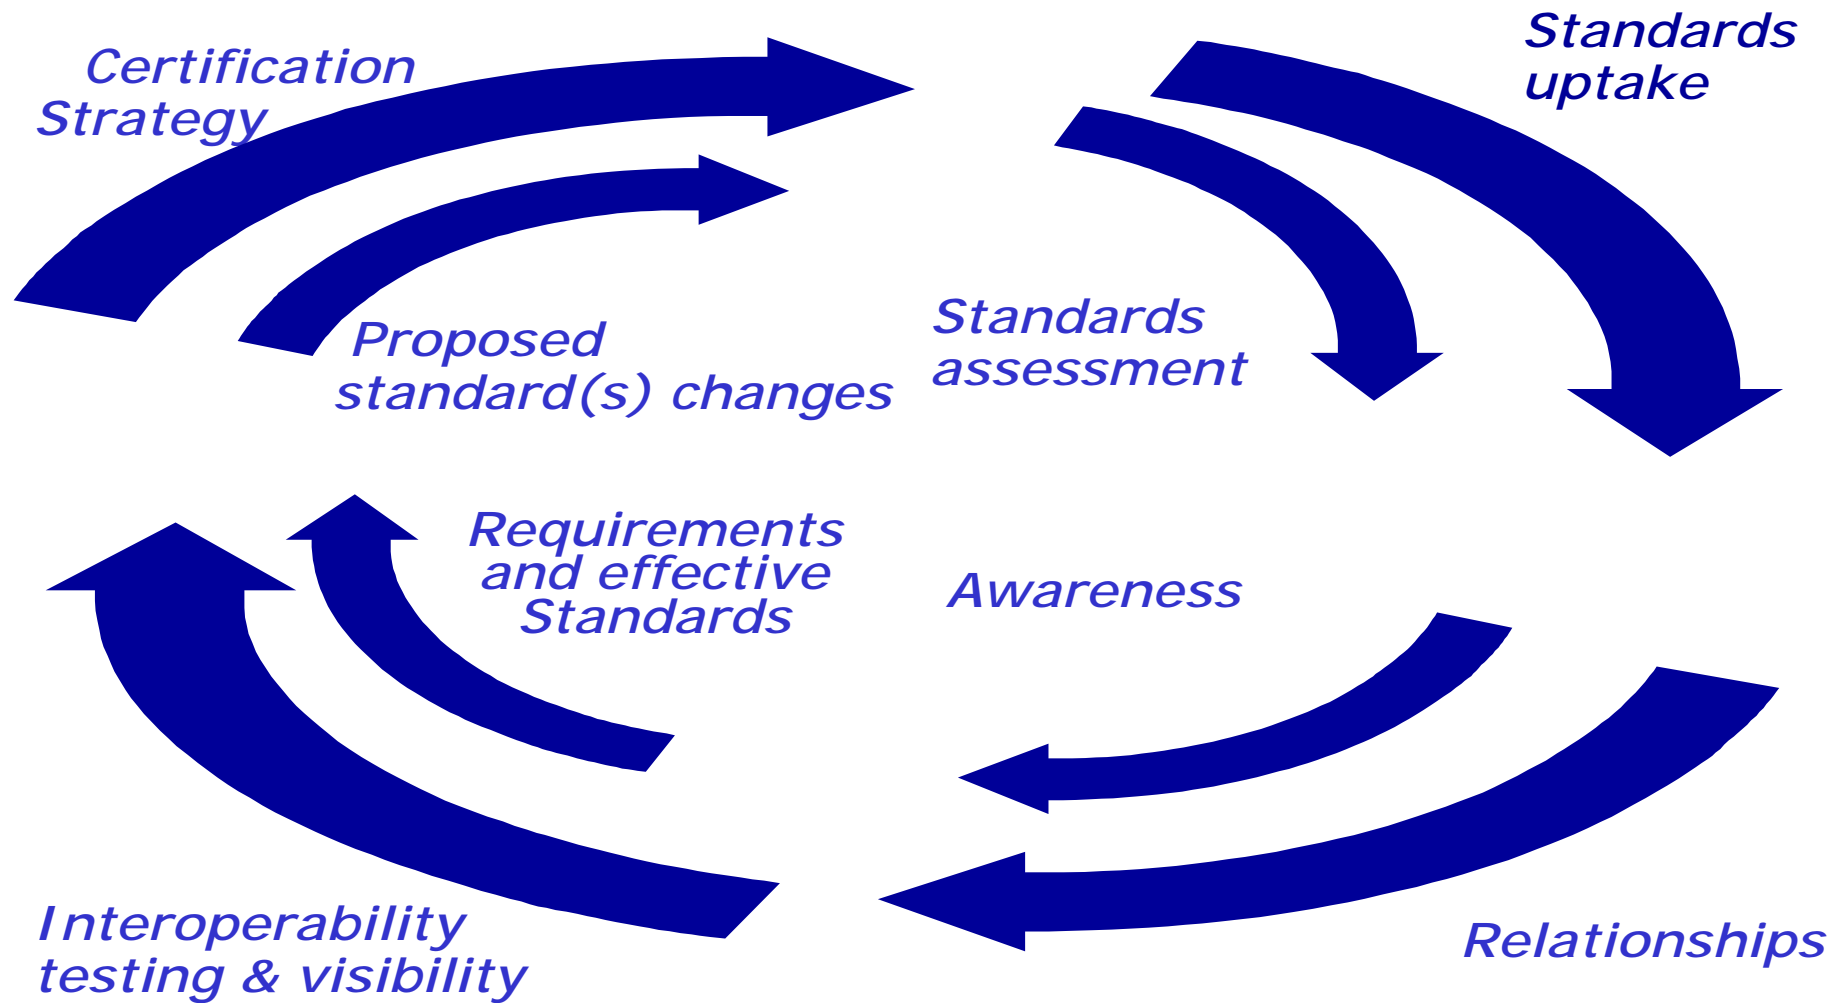 Certification
Strategy
Standards
uptake
Proposed
standard(s) changes
Standards
assessment
Requirements
and effective
Standards
Awareness
Interoperability
testing & visibility
Relationships